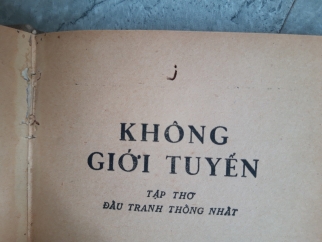 KHÔNG
GIỚI TUYẾN
TẬP THƠ
ĐẤU TRANH THỐNG NHẤT